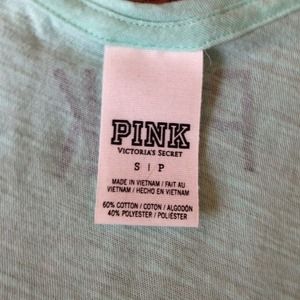 PINK
VICTORIA'S SECRET
S | P
MADE IN VIETNAM / FAIT AU
VIETNAM / HECHO EN VIETNAM
60% COTTON / COTON / ALGODÓN
40% POLYESTER / POLIÉSTER